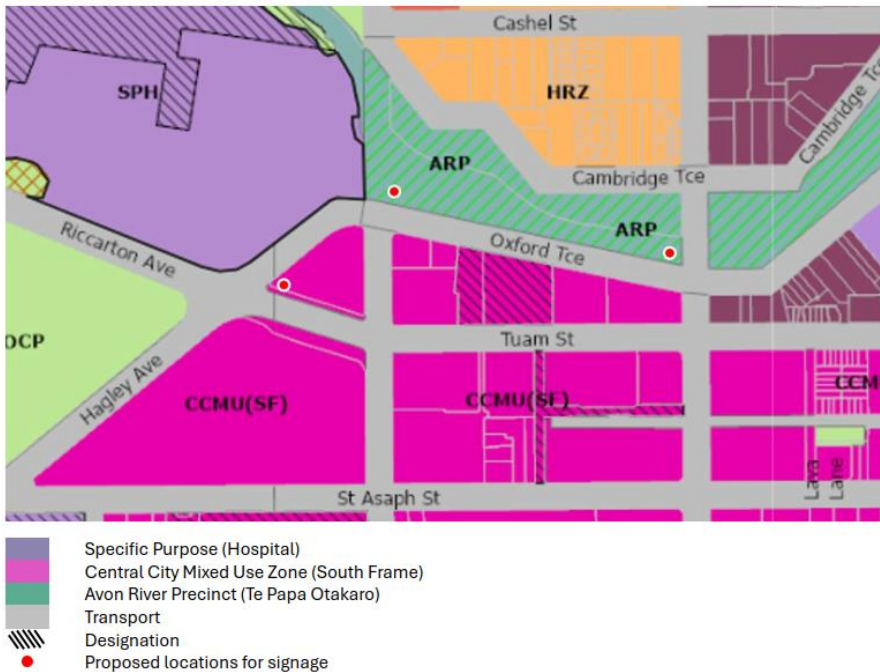 Cashel St
SPH
HRZ
Cambridge Tce
ARP
Cambridge Tce
ARP
Riccarton Ave
Oxford Tce
OCP
Tuam St
Hagley Ave
CCMU(SF)
CCMU(SF)
CCM
Lava
Lane
St Asaph St
Specific Purpose (Hospital)
Central City Mixed Use Zone (South Frame)
Avon River Precinct (Te Papa Otakaro)
Transport
Designation
Proposed locations for signage